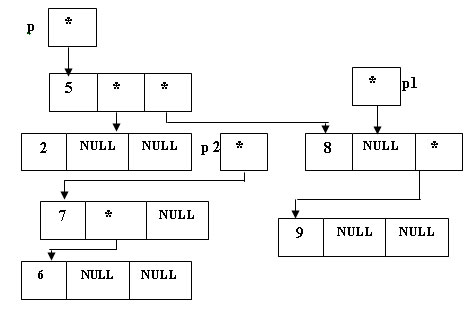 p *
5 * *
* p1
2 NULL NULL
p 2 *
8 NULL *
7 * NULL
9 NULL NULL
6 NULL NULL